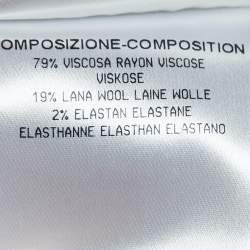 OMPOSIZIONE-COMPOSITION
79% VISCOSA RAYON VISCOSE
VISKOSE
19% LANA WOOL LAINE WOLLE
2% ELASTAN ELASTANE
ELASTHANNE ELASTHAN ELASTANO